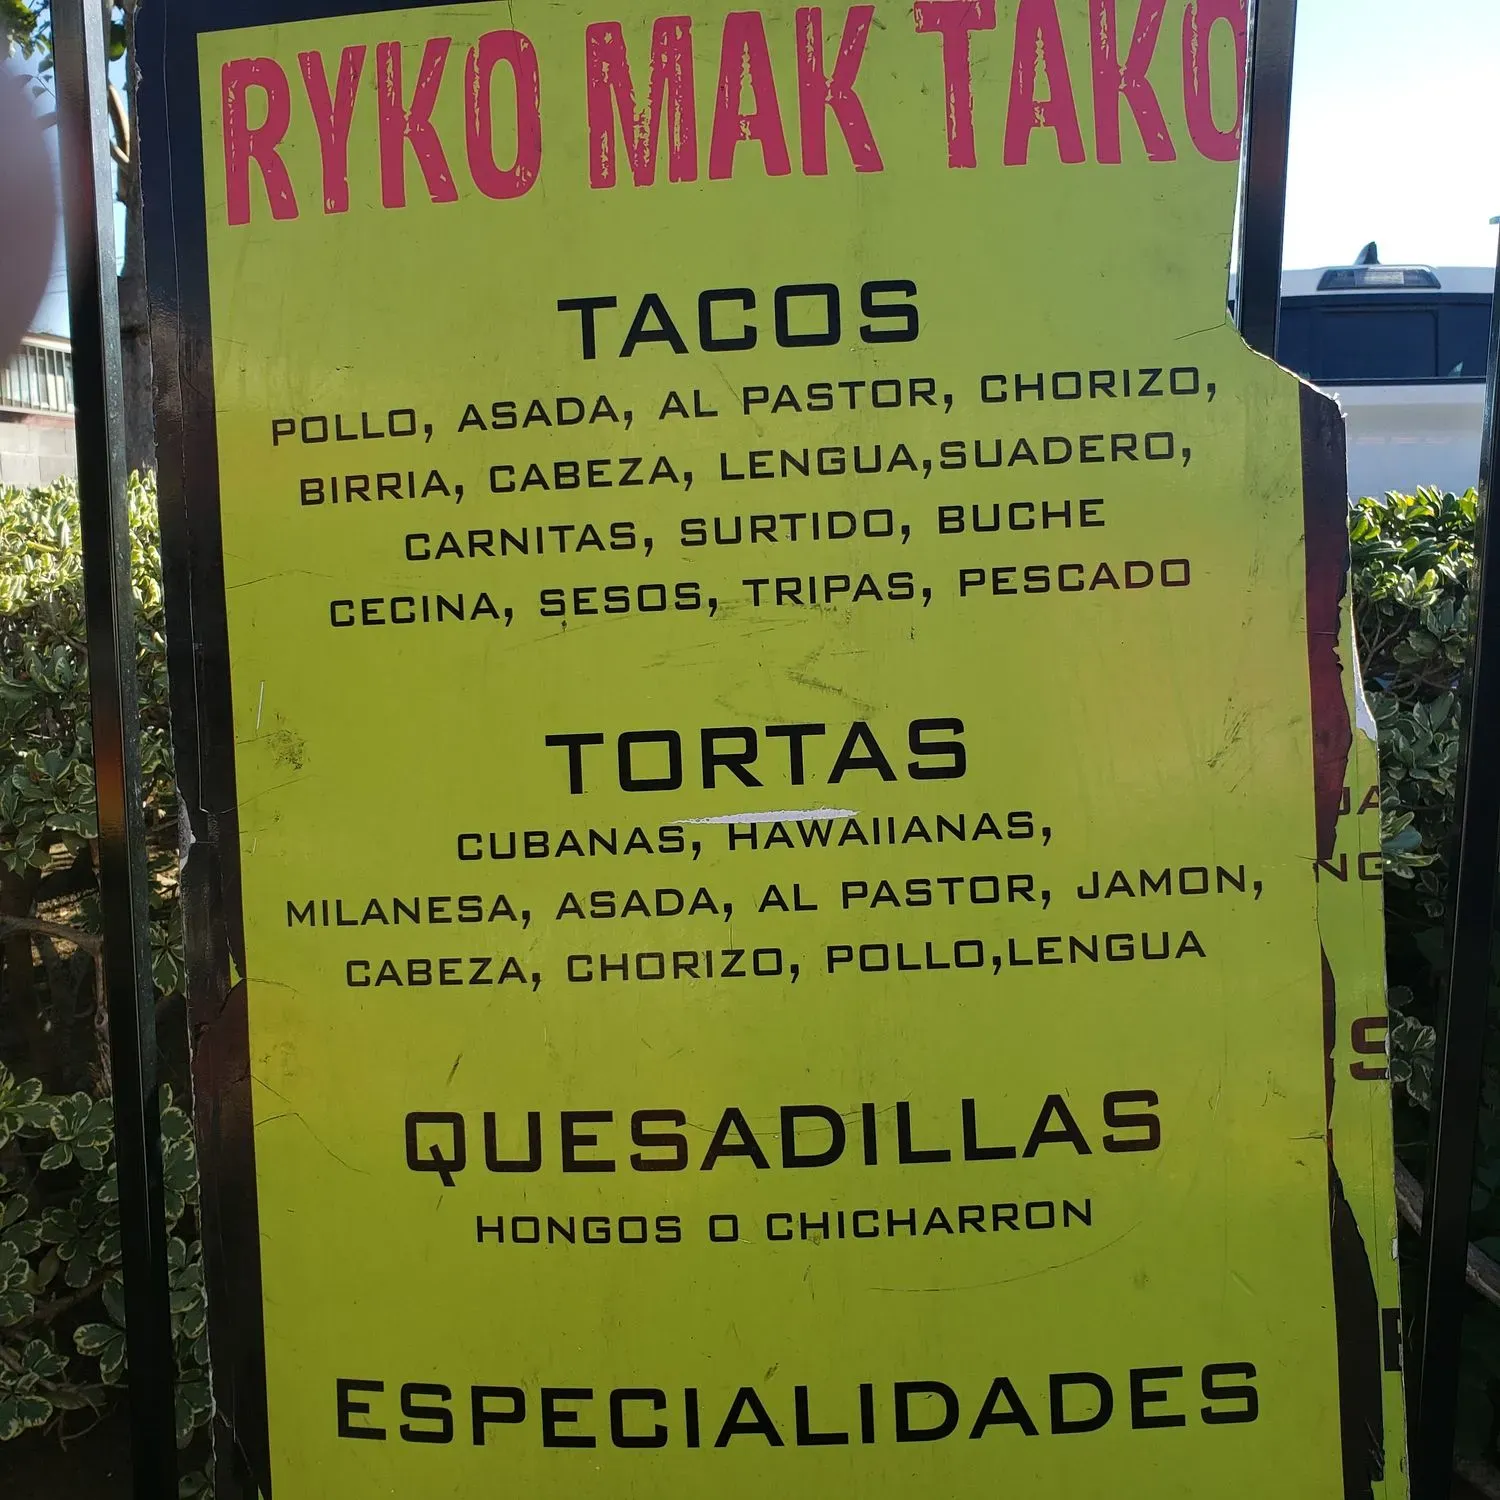 RYKO MAK TAKO
TACOS
POLLO, ASADA, AL PASTOR, CHORIZO,
BIRRIA, CABEZA, LENGUA,SUADERO,
CARNITAS, SURTIDO, BUCHE
CECINA, SESOS, TRIPAS, PESCADO
TORTAS
CUBANAS, HAWAIIANAS,
MILANESA, ASADA, AL PASTOR, JAMON,
CABEZA, CHORIZO, POLLO,LENGUA
QUESADILLAS
HONGOS O CHICHARRON
ESPECIALIDADES